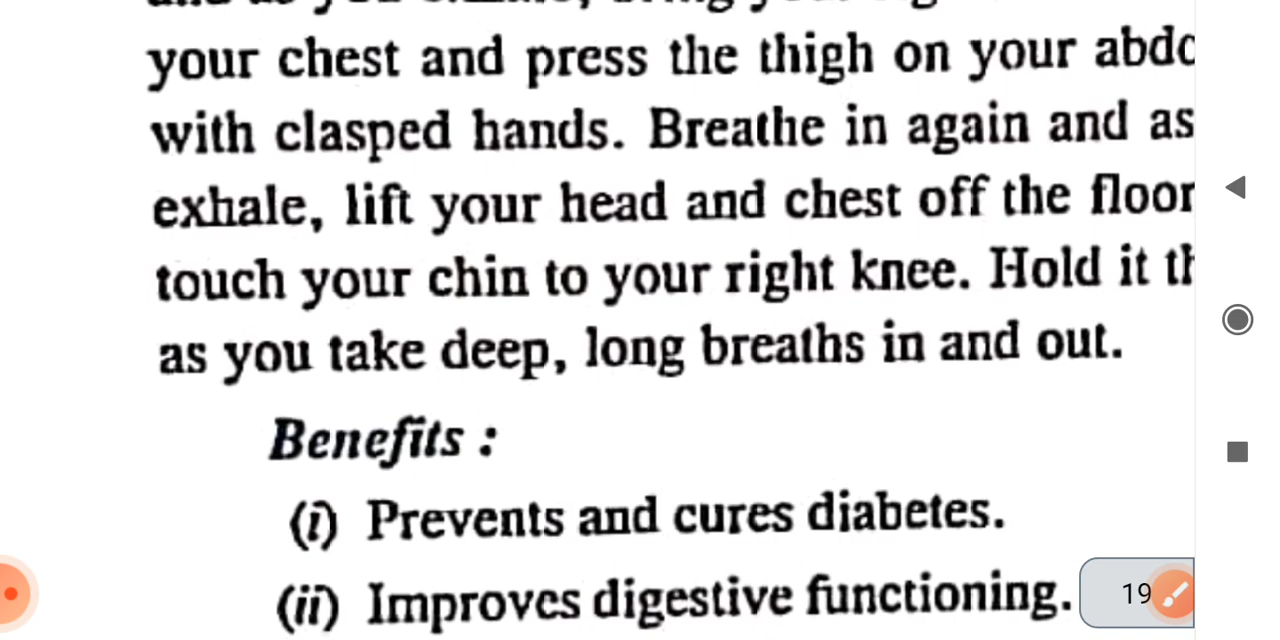 your chest and press the thigh on your abdo
with clasped hands. Breathe in again and as
exhale, lift your head and chest off the floor
touch your chin to your right knee. Hold it th
as you take deep, long breaths in and out.
Benefits :
(i) Prevents and cures diabetes.
(ii) Improves digestive functioning.
19